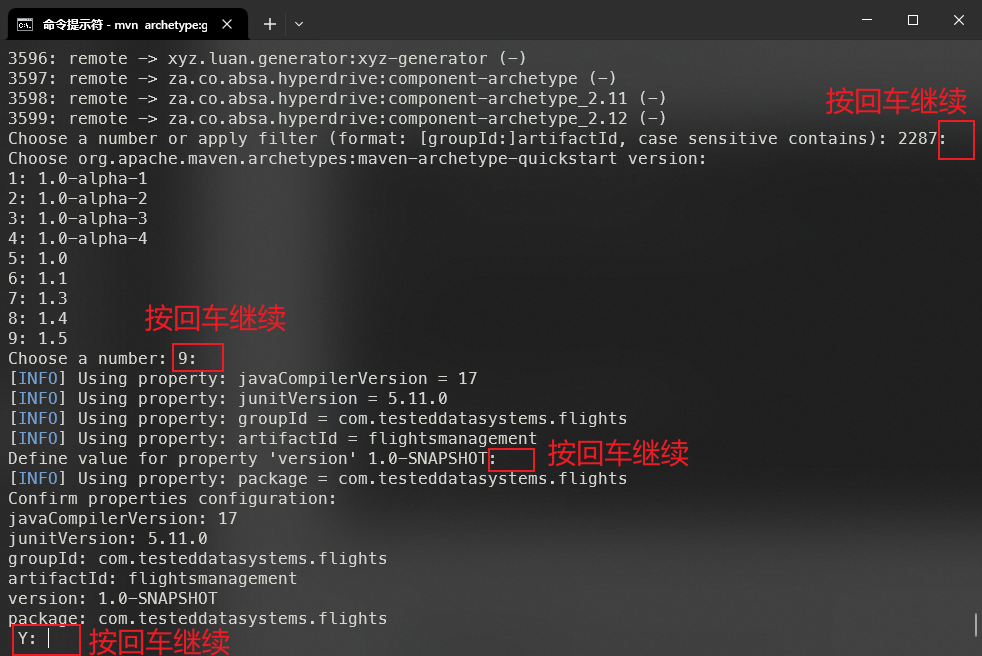 命令提示符 - mvn archetype:g
3596: remote -> xyz.luan.generator:xyz-generator (-)
3597: remote -> za.co.absa.hyperdrive:component-archetype (-)
3598: remote -> za.co.absa.hyperdrive:component-archetype_2.11 (-)
3599: remote -> za.co.absa.hyperdrive:component-archetype_2.12 (-)
按回车继续
Choose a number or apply filter (format: [groupId:]artifactId, case sensitive contains): 2287:
Choose org.apache.maven.archetypes:maven-archetype-quickstart version:
1: 1.0-alpha-1
2: 1.0-alpha-2
3: 1.0-alpha-3
4: 1.0-alpha-4
5: 1.0
6: 1.1
7: 1.3
8: 1.4
按回车继续
9: 1.5
Choose a number: 9:
[INFO] Using property: javaCompilerVersion = 17
[INFO] Using property: junitVersion = 5.11.0
[INFO] Using property: groupId = com.testeddatasystems.flights
[INFO] Using property: artifactId = flightsmanagement
Define value for property 'version' 1.0-SNAPSHOT: 按回车继续
[INFO] Using property: package = com.testeddatasystems.flights
Confirm properties configuration:
javaCompilerVersion: 17
junitVersion: 5.11.0
groupId: com.testeddatasystems.flights
artifactId: flightsmanagement
version: 1.0-SNAPSHOT
package: com.testeddatasystems.flights
Y: 按回车继续